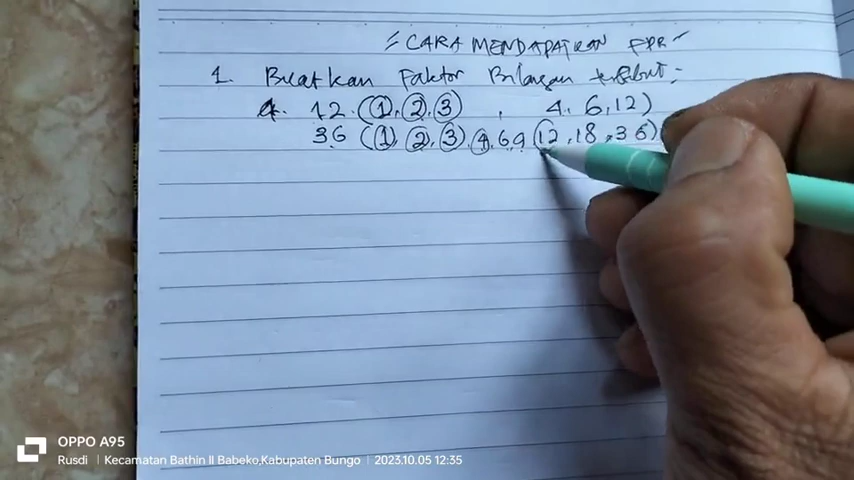 "CARA MENDAPATKAN FPB"
1. Buatkan Faktor Bilangan tersebut:
a. 12. (1, 2, 3) , 4, 6, 12)
36 (1, 2, 3) 4, 6, 9 (12, 18, 36)
OPPO A95
Rusdi | Kecamatan Bathin II Babeko,Kabupaten Bungo | 2023.10.05 12:35